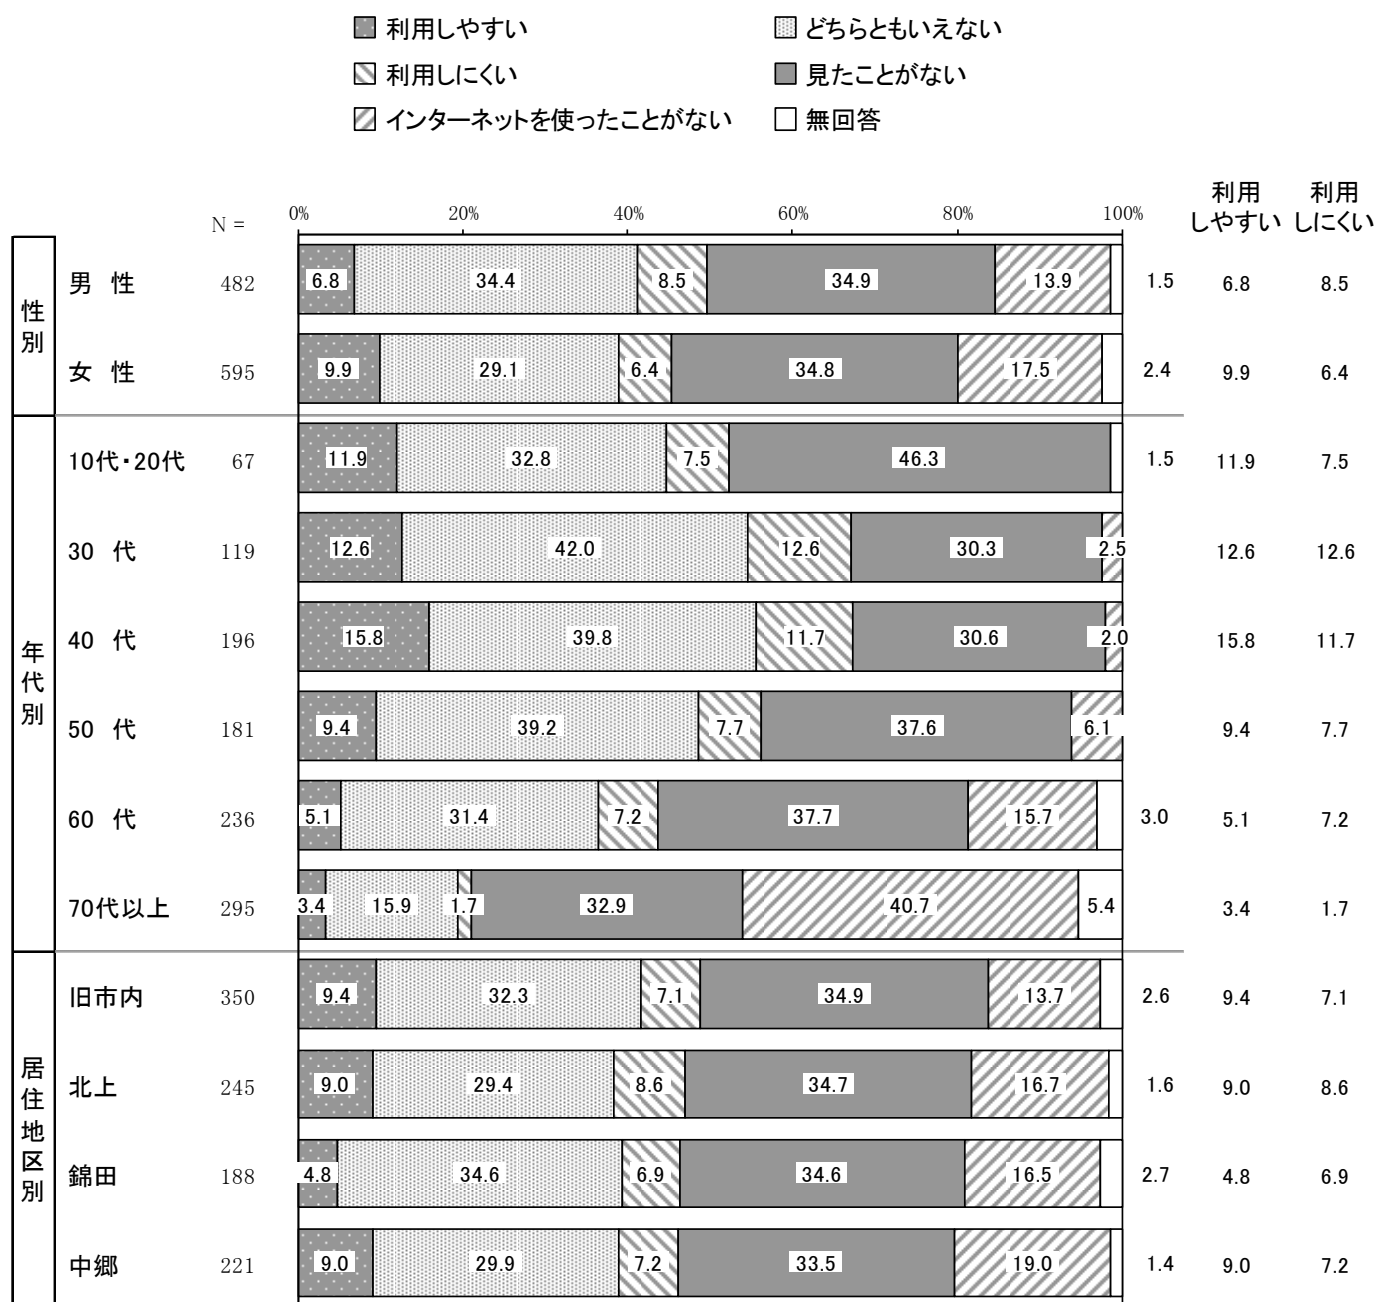 利用しやすい どちらともいえない
利用しにくい 見たことがない
インターネットを使ったことがない 無回答
利用しやすい 利用しにくい
N = 0% 20% 40% 60% 80% 100%
性別
男 性 482 6.8 34.4 8.5 34.9 13.9 1.5 6.8 8.5
女 性 595 9.9 29.1 6.4 34.8 17.5 2.4 9.9 6.4
年代別
10代・20代 67 11.9 32.8 7.5 46.3 1.5 11.9 7.5
30 代 119 12.6 42.0 12.6 30.3 2.5 12.6 12.6
40 代 196 15.8 39.8 11.7 30.6 2.0 15.8 11.7
50 代 181 9.4 39.2 7.7 37.6 6.1 9.4 7.7
60 代 236 5.1 31.4 7.2 37.7 15.7 3.0 5.1 7.2
70代以上 295 3.4 15.9 1.7 32.9 40.7 5.4 3.4 1.7
居住地区別
旧市内 350 9.4 32.3 7.1 34.9 13.7 2.6 9.4 7.1
北上 245 9.0 29.4 8.6 34.7 16.7 1.6 9.0 8.6
錦田 188 4.8 34.6 6.9 34.6 16.5 2.7 4.8 6.9
中郷 221 9.0 29.9 7.2 33.5 19.0 1.4 9.0 7.2